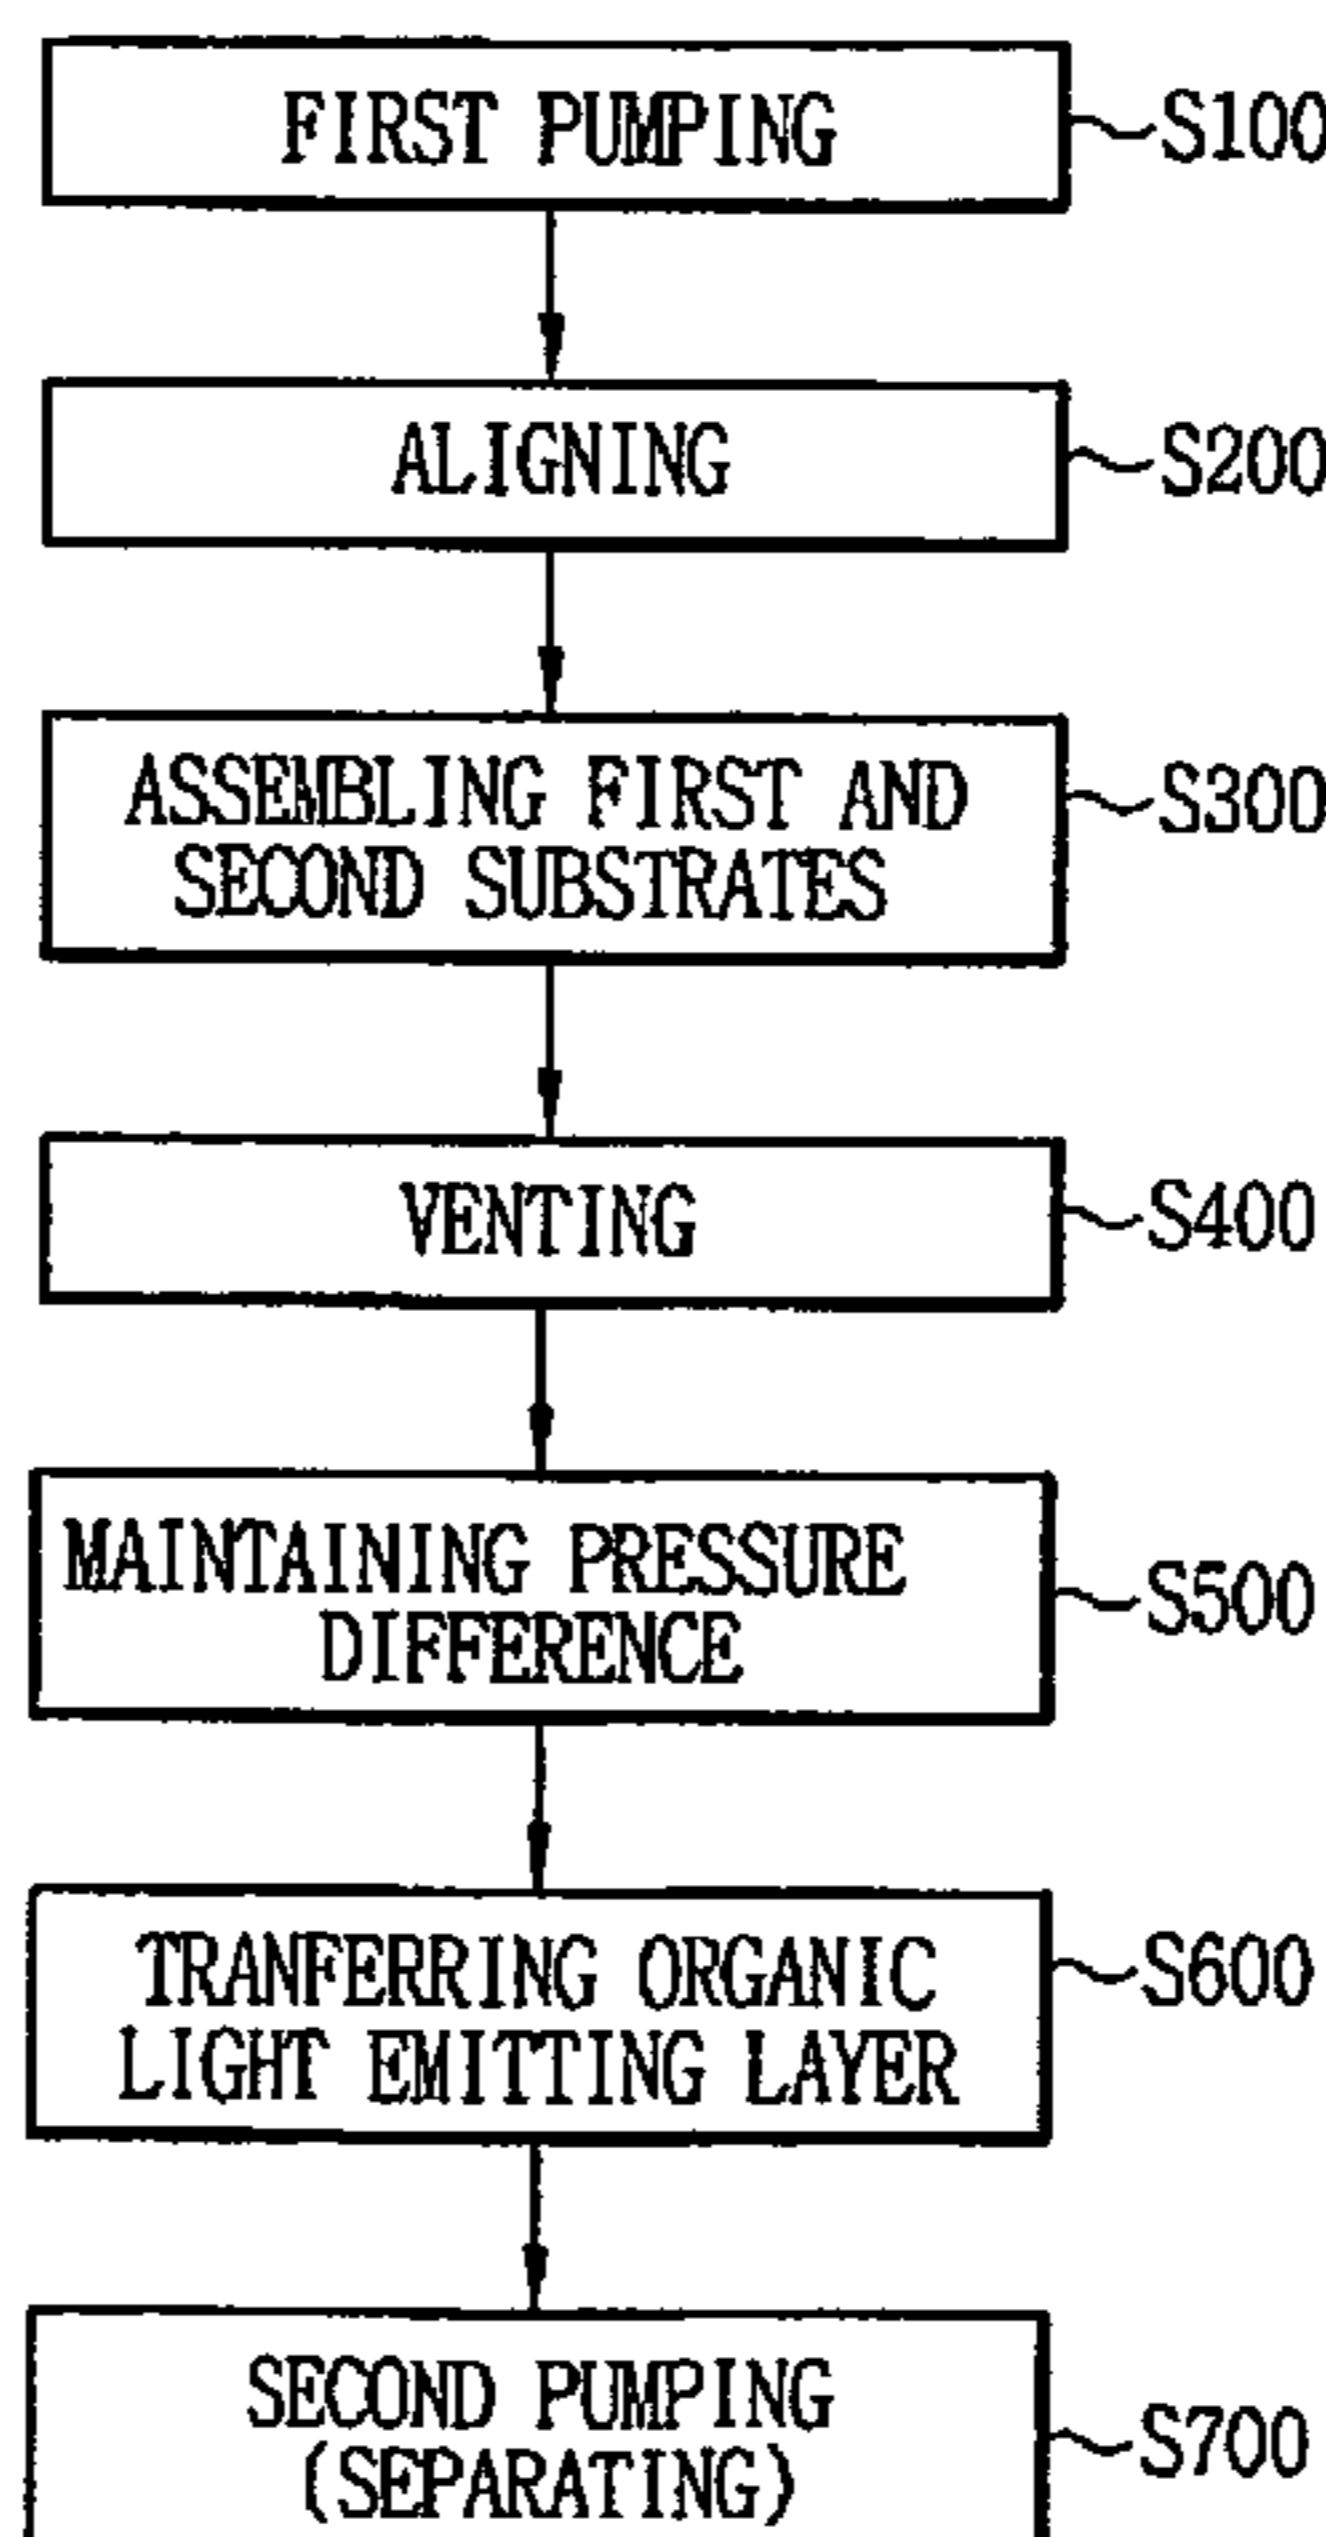 FIRST PUMPING
S100
ALIGNING
S200
ASSEMBLING FIRST AND
SECOND SUBSTRATES
S300
VENTING
S400
MAINTAINING PRESSURE
DIFFERENCE
S500
TRANFERRING ORGANIC
LIGHT EMITTING LAYER
S600
SECOND PUMPING
(SEPARATING)
S700